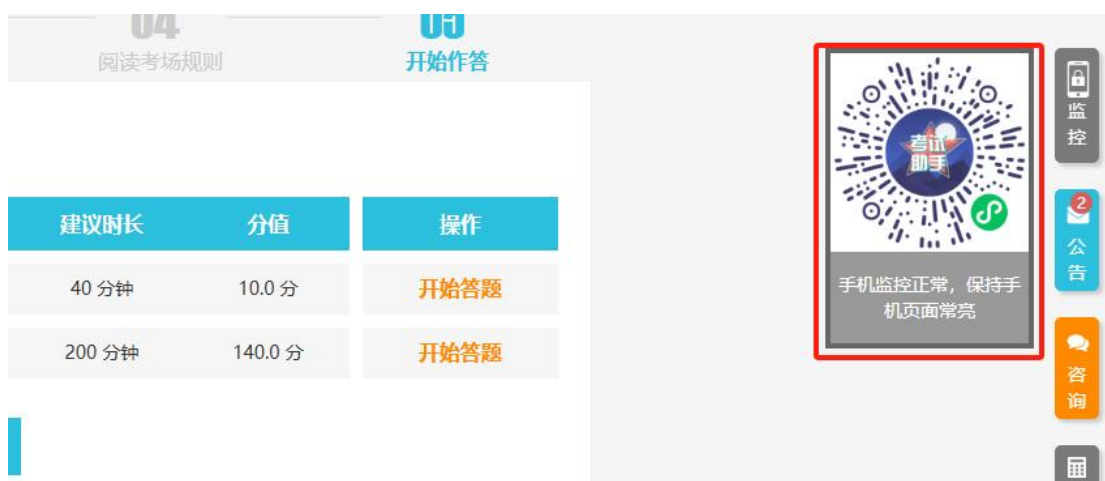 04
05
阅读考场规则
开始作答
监控
考试
助手
建议时长 分值 操作
2
公告
40 分钟 10.0 分 开始答题
手机监控正常，保持手
机页面常亮
200 分钟 140.0 分 开始答题
咨询